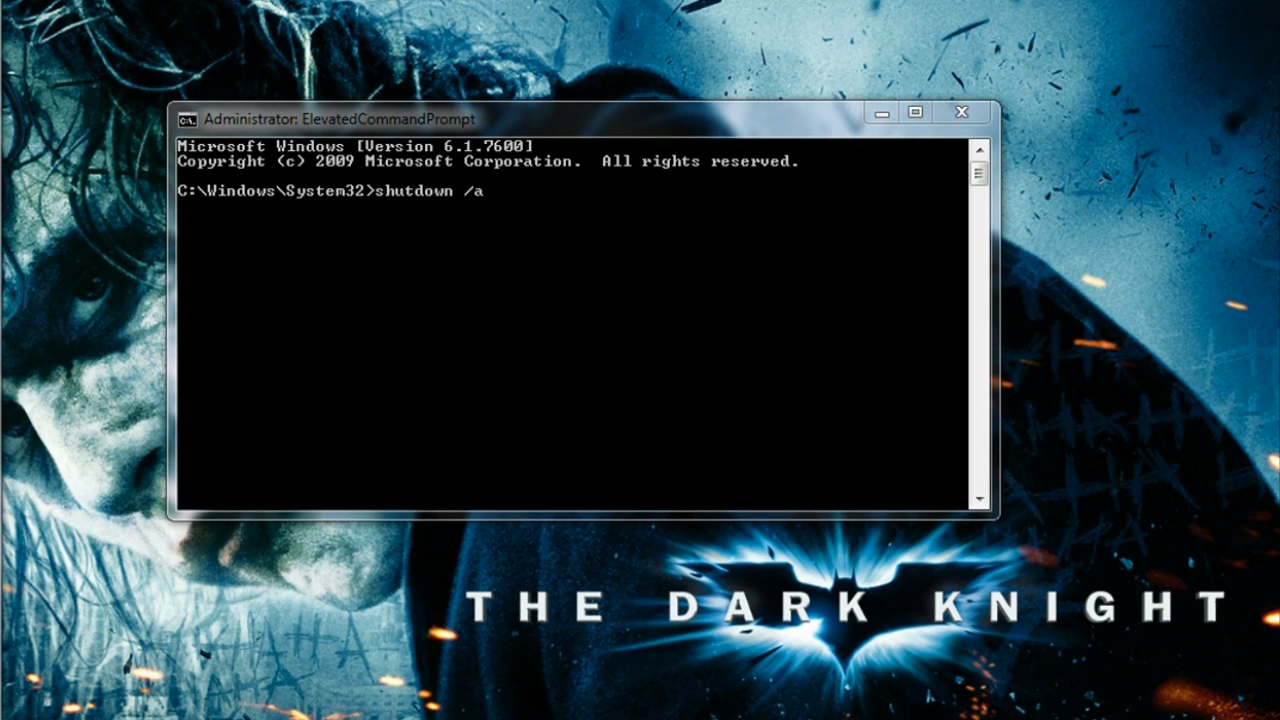 Administrator: ElevatedCommandPrompt
Microsoft Windows [Version 6.1.7600]
Copyright (c) 2009 Microsoft Corporation.  All rights reserved.
C:\Windows\System32>shutdown /a
THE DARK KNIGHT